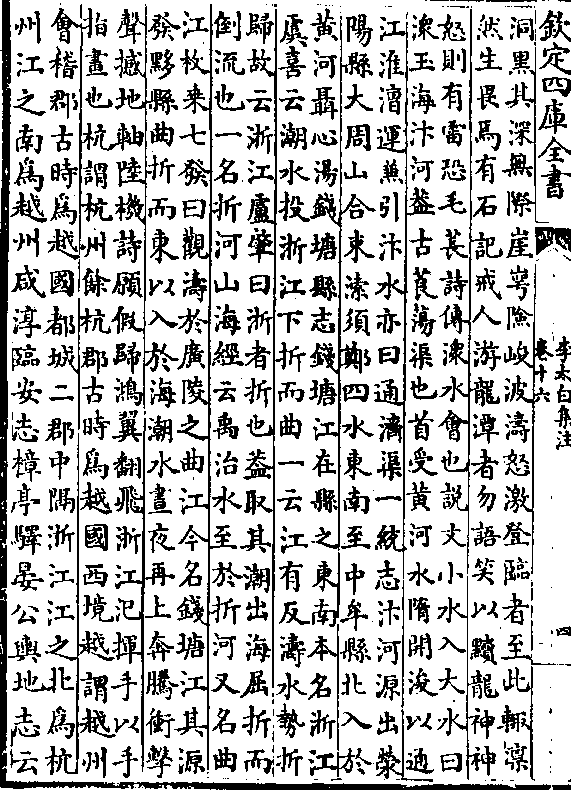 欽定四庫全書
李太白集注
卷十六
四
洞黑其深無際崖岸險峻波濤怒激登臨者至此輒凛
然生畏焉有石記戒人游龍潭者勿語笑以黷龍神神
怒則有雷恐毛萇詩傳潨水會也説文小水入大水曰
潨玉海汴河蓋古莨蕩渠也首受黄河水隋開浚以通
江淮漕運兼引汴水亦曰通濟渠一統志汴河源出滎
陽縣大周山合東溱須鄭四水東南至中牟縣北入於
黄河聶心湯錢塘縣志錢塘江在縣之東南本名浙江
虞喜云潮水投浙江下折而曲一云江有反濤水勢折
歸故云浙江盧肇曰浙者折也蓋取其潮出海屈折而
倒流也一名折河山海經云禹治水至於折河又名曲
江枚乘七發曰觀濤於廣陵之曲江今名錢塘江其源
發黟縣曲折而東以入於海潮水晝夜再上奔騰衝擊
聲撼地軸陸機詩願假歸鴻翼翻飛浙江汜揮手以手
指畫也杭謂杭州餘杭郡古時為越國西境越謂越州
會稽郡古時為越國都城二郡中隔浙江江之北為杭
州江之南為越州咸淳臨安志樟亭驛晏公輿地志云